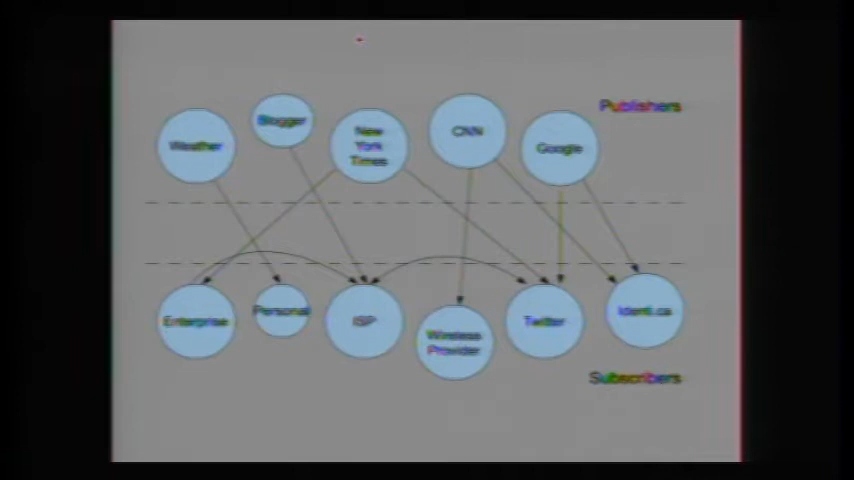 Publishers
Weather
Blogger
New
York
Times
CNN
Google
Enterprise
Personal
ISP
Wireless
Provider
Twitter
Identi.ca
Subscribers